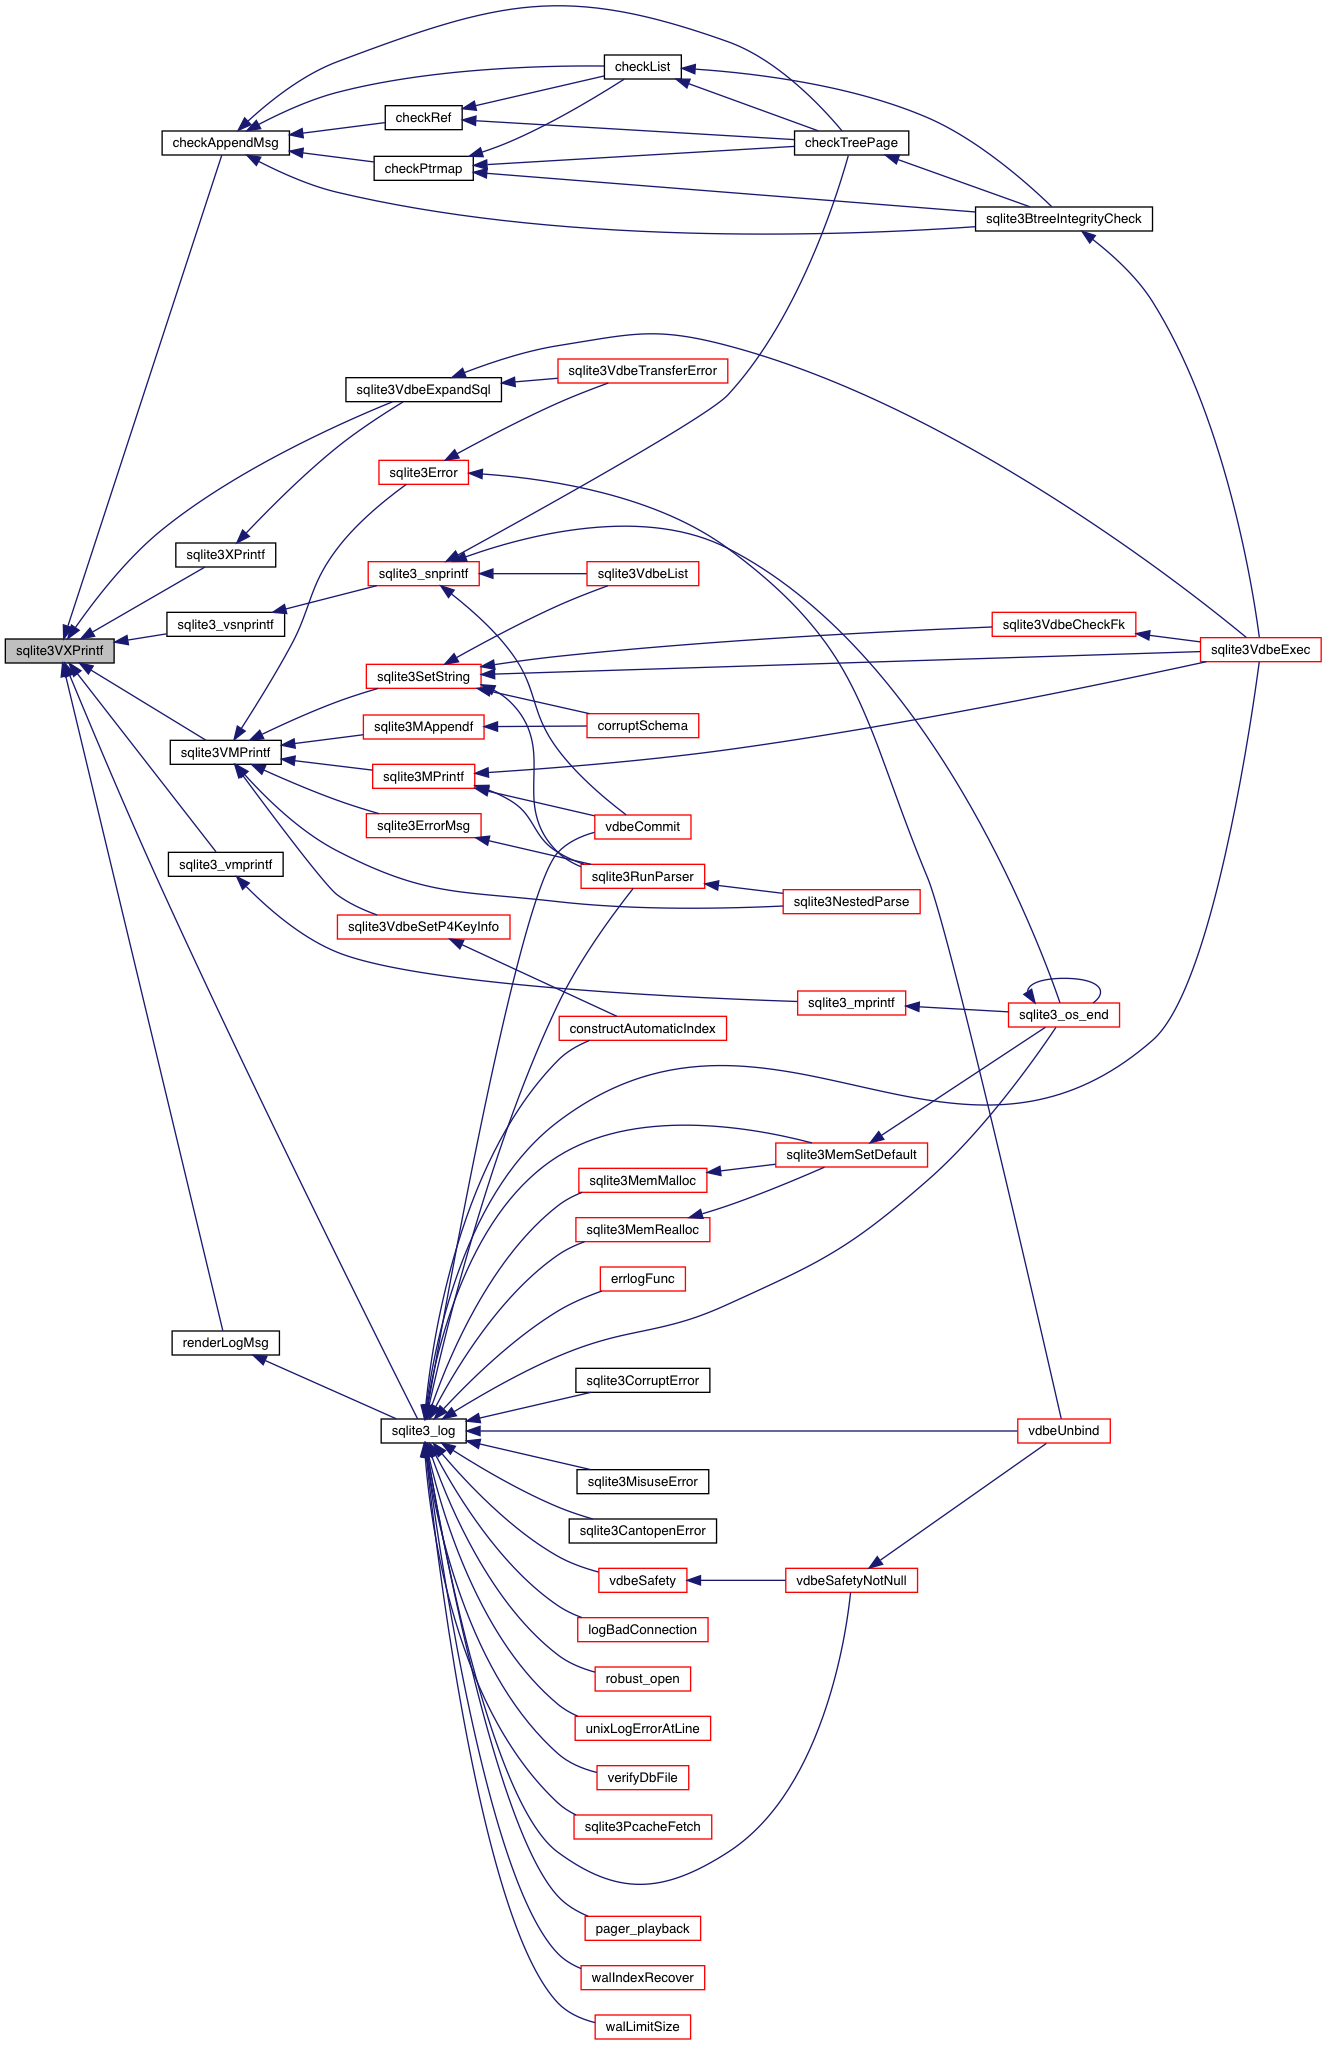 checkList
checkRef
checkAppendMsg
checkTreePage
checkPtrmap
sqlite3BtreeIntegrityCheck
sqlite3VdbeTransferError
sqlite3VdbeExpandSql
sqlite3Error
sqlite3XPrintf
sqlite3_snprintf
sqlite3VdbeList
sqlite3_vsnprintf
sqlite3VdbeCheckFk
sqlite3VXPrintf
sqlite3VdbeExec
sqlite3SetString
sqlite3MAppendf
corruptSchema
sqlite3VMPrintf
sqlite3MPrintf
sqlite3ErrorMsg
vdbeCommit
sqlite3_vmprintf
sqlite3RunParser
sqlite3NestedParse
sqlite3VdbeSetP4KeyInfo
sqlite3_mprintf
sqlite3_os_end
constructAutomaticIndex
sqlite3MemSetDefault
sqlite3MemMalloc
sqlite3MemRealloc
errlogFunc
renderLogMsg
sqlite3CorruptError
sqlite3_log
vdbeUnbind
sqlite3MisuseError
sqlite3CantopenError
vdbeSafety
vdbeSafetyNotNull
logBadConnection
robust_open
unixLogErrorAtLine
verifyDbFile
sqlite3PcacheFetch
pager_playback
walIndexRecover
walLimitSize